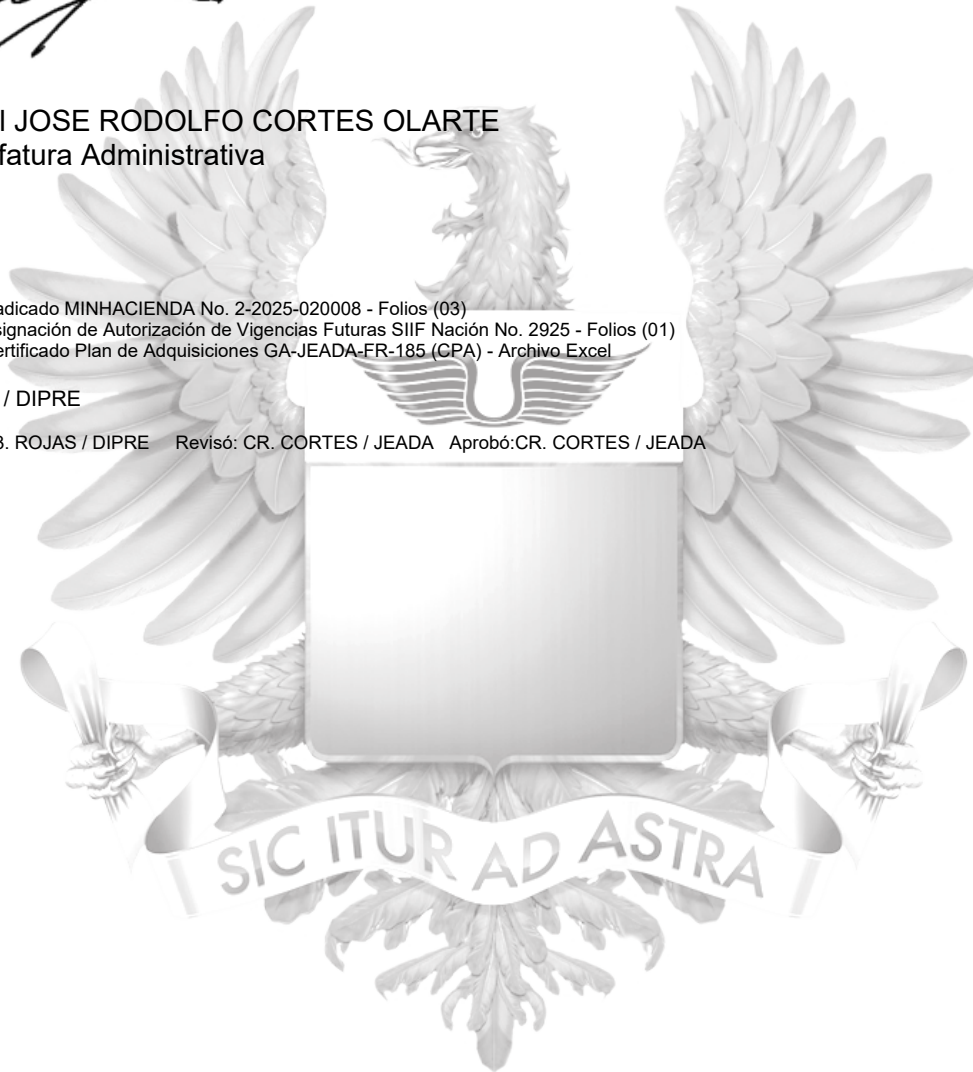 I JOSE RODOLFO CORTES OLARTE
fatura Administrativa
adicado MINHACIENDA No. 2-2025-020008 - Folios (03)
signación de Autorización de Vigencias Futuras SIIF Nación No. 2925 - Folios (01)
ertificado Plan de Adquisiciones GA-JEADA-FR-185 (CPA) - Archivo Excel
/ DIPRE
B. ROJAS / DIPRE Revisó: CR. CORTES / JEADA Aprobó:CR. CORTES / JEADA
SIC ITUR AD ASTRA